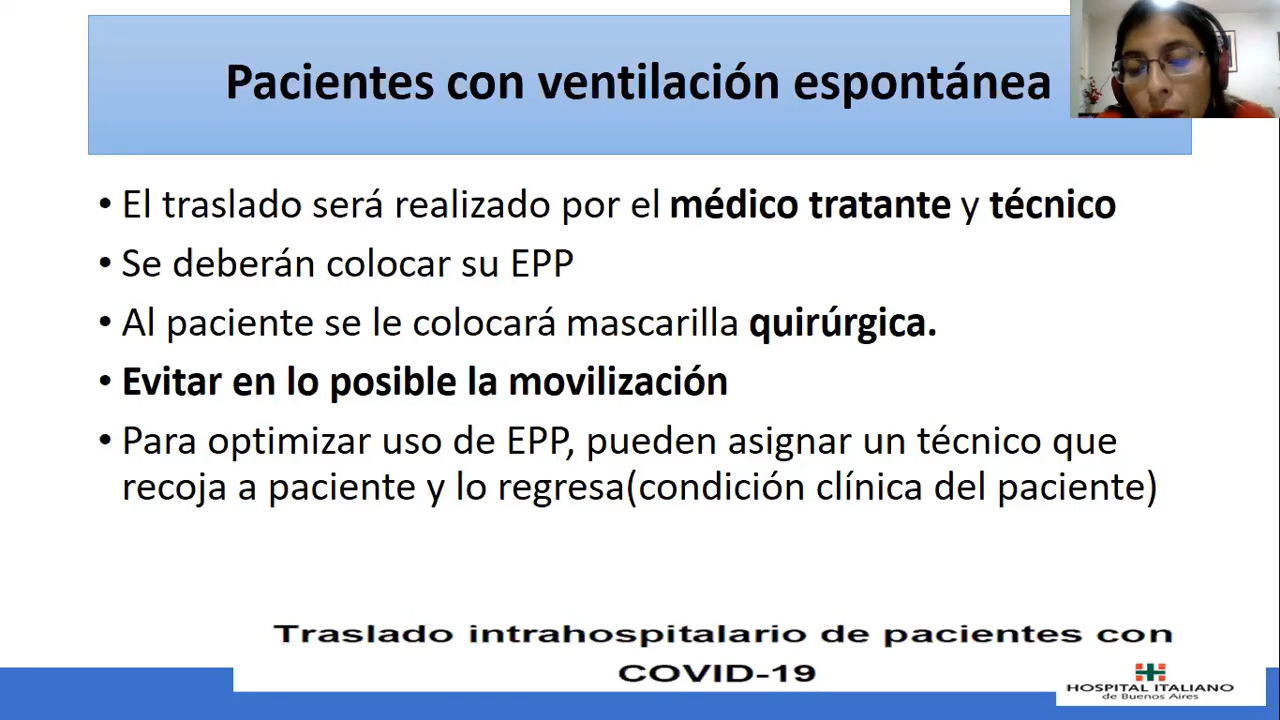 Pacientes con ventilación espontánea
• El traslado será realizado por el médico tratante y técnico
• Se deberán colocar su EPP
• Al paciente se le colocará mascarilla quirúrgica.
• Evitar en lo posible la movilización
• Para optimizar uso de EPP, pueden asignar un técnico que
recoja a paciente y lo regresa(condición clínica del paciente)
Traslado intrahospitalario de pacientes con
COVID-19
HOSPITAL ITALIANO
de Buenos Aires